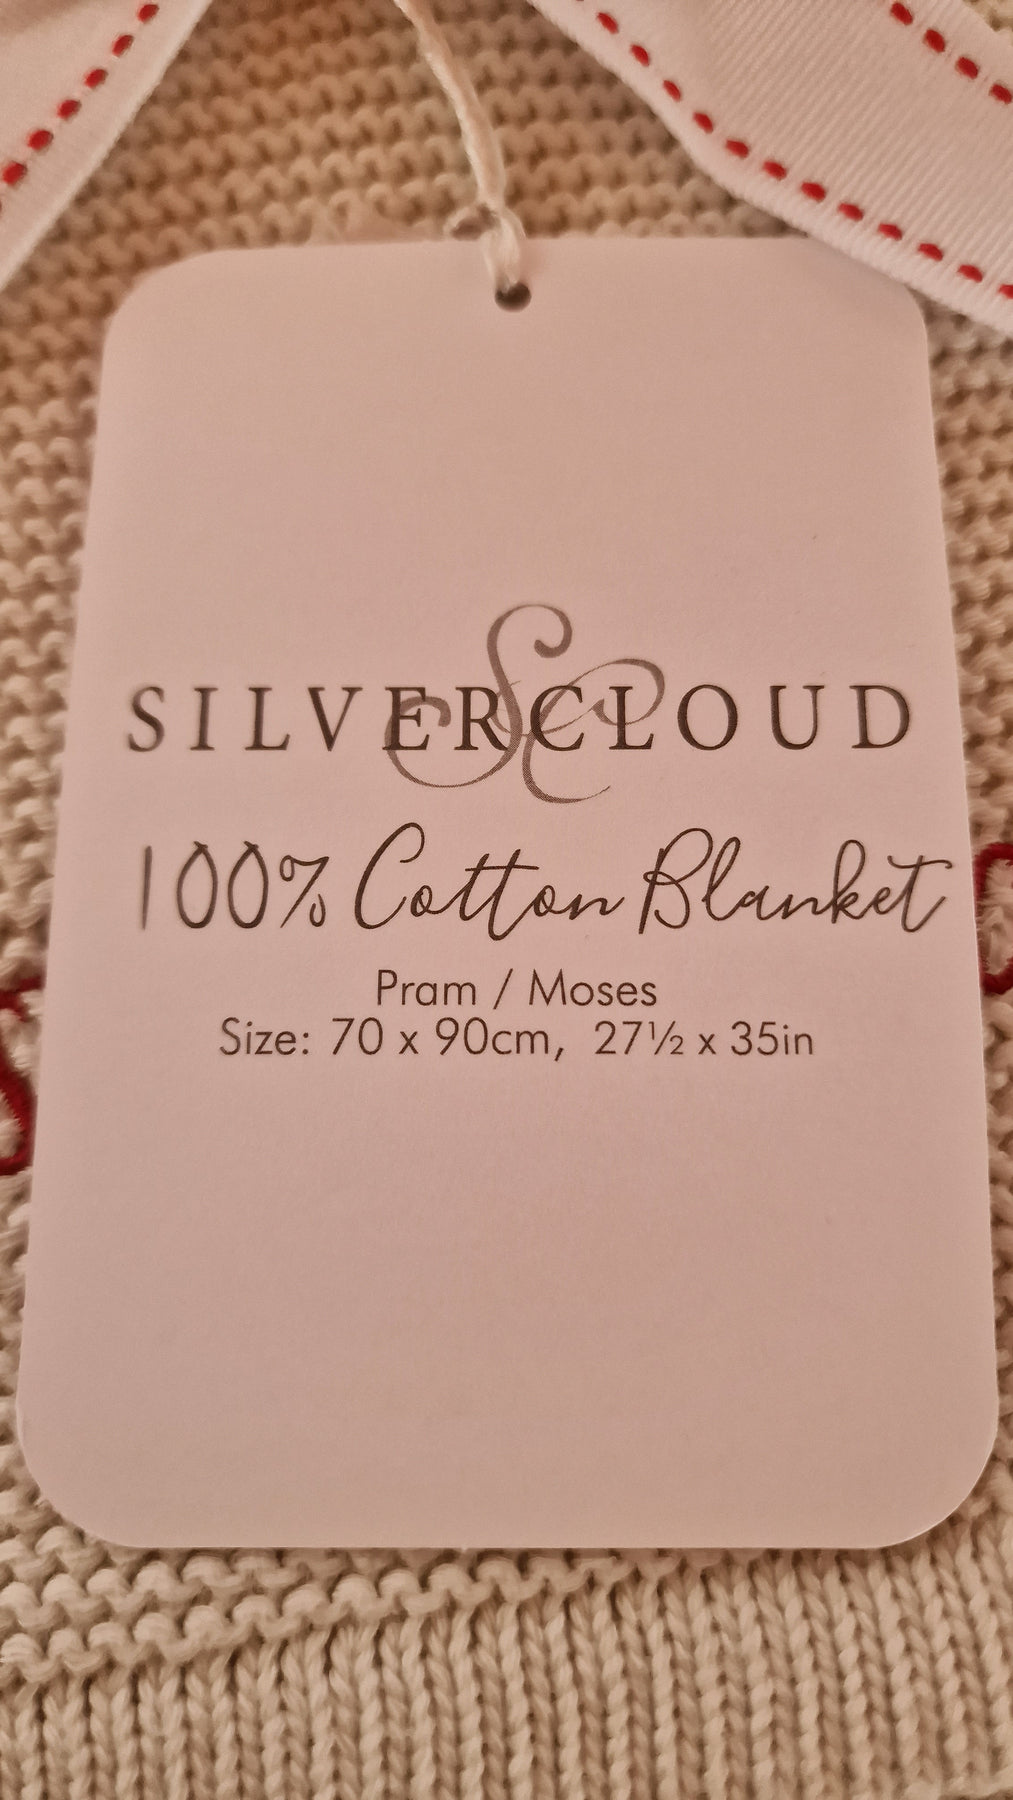 SILVERCLOUD
100% Cotton Blanket
Pram / Moses
Size: 70 x 90cm, 27½ x 35in